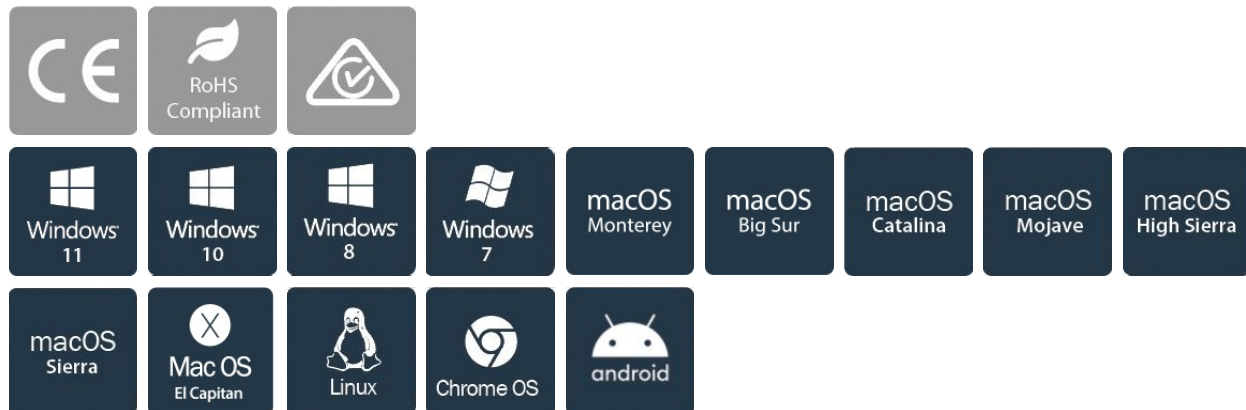 CE
RoHS
Compliant
Windows
11
Windows
10
Windows
8
Windows
7
macOS
Monterey
macOS
Big Sur
macOS
Catalina
macOS
Mojave
macOS
High Sierra
macOS
Sierra
X
Mac OS
El Capitan
Linux
Chrome OS
android